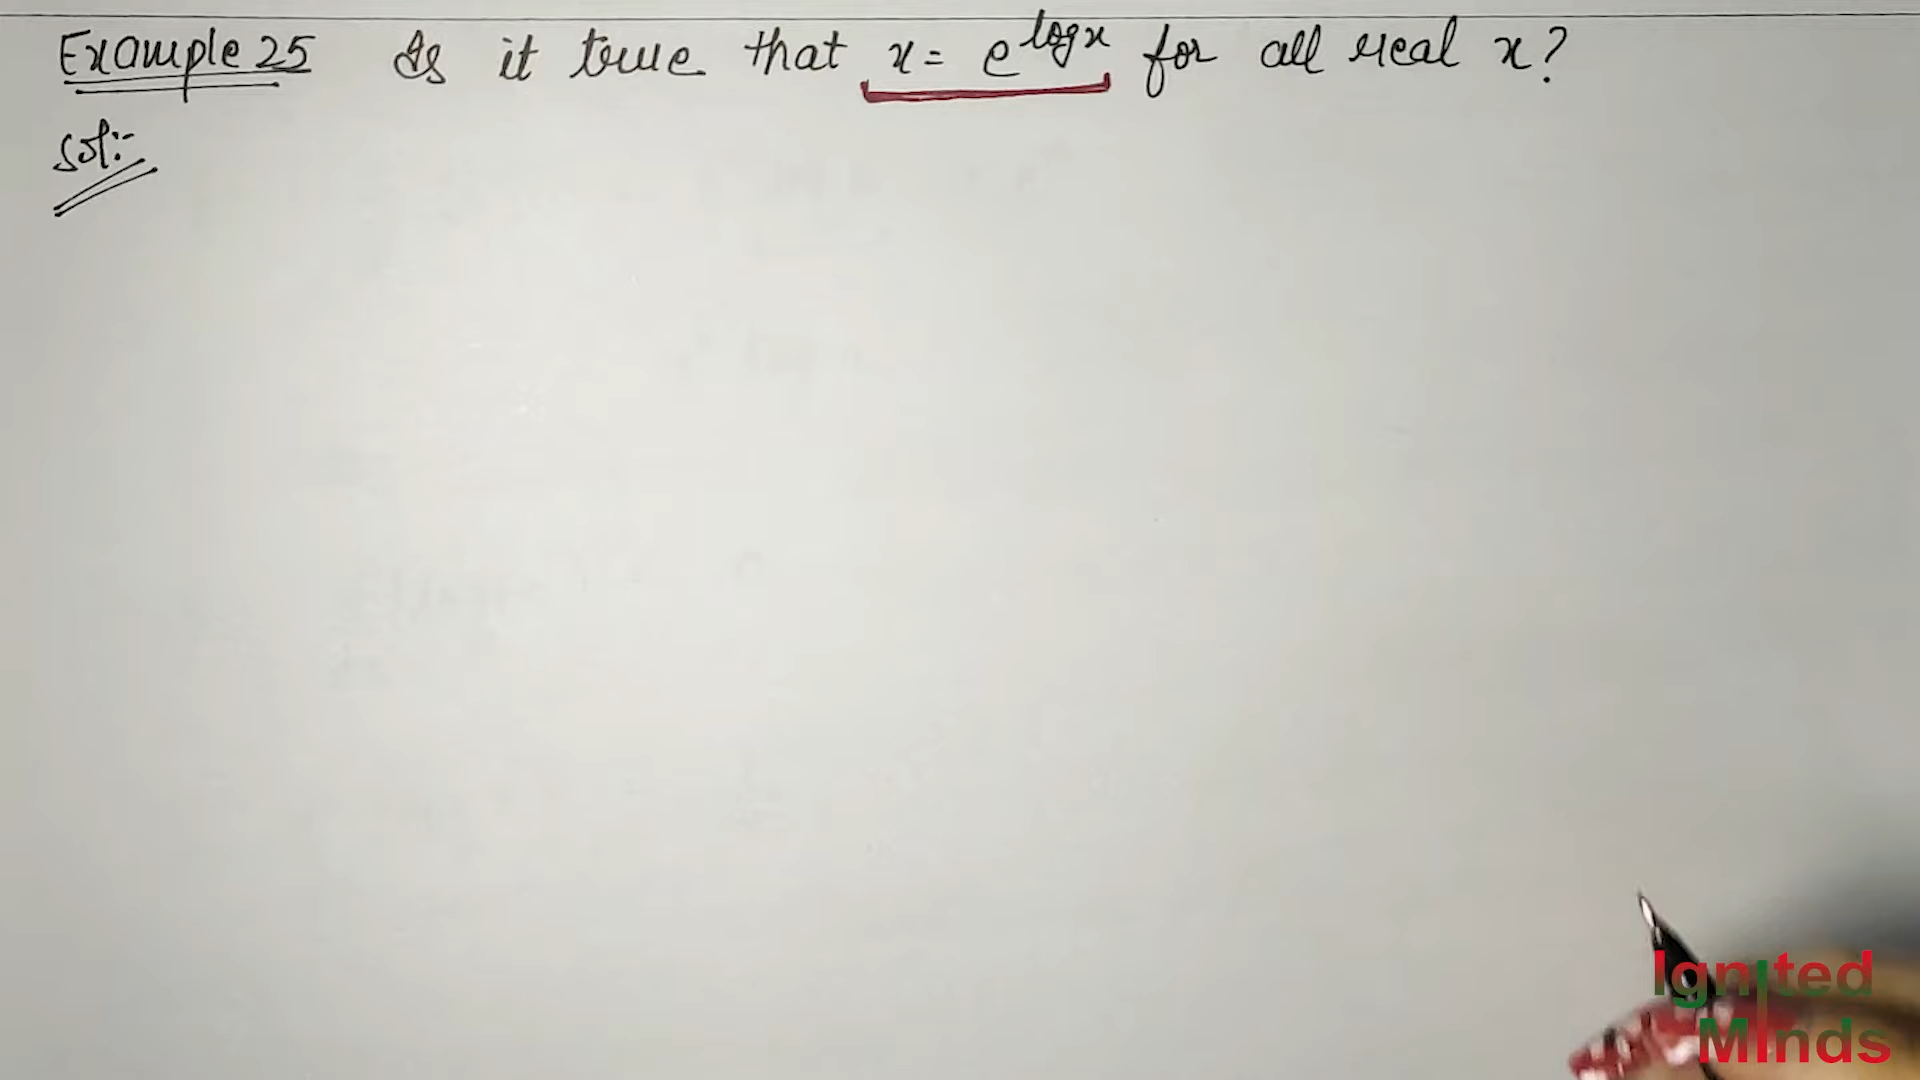 Example 25 Is it true that x = e^log x for all real x?
Sol:-
Ignited
Minds